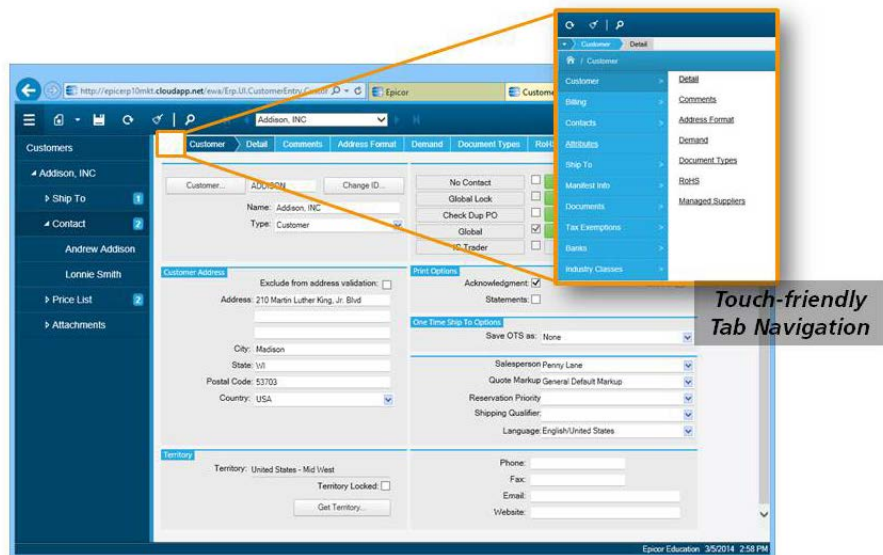 Customer Detail
/ Customer
Customer > Detail
Billing > Comments
Contacts > Address Format
Attributes Demand
Ship To > Document Types
Manifest Info > RoHS
Documents > Managed Suppliers
Tax Exemptions >
Banks >
Industry Classes >
Touch-friendly
Tab Navigation
http://epicerp10mkt.cloudapp.net/ewa/Erp.UI.CustomerEntry. Epicor
Addison, INC
Customers
Addison, INC
Ship To 1
Contact 2
Andrew Addison
Lonnie Smith
Price List 2
Attachments
Customer Detail Comments Address Format Demand Document Types RoHS
Customer... ADDISON Change ID...
Name: Addison, INC
Type: Customer
No Contact
Global Lock
Check Dup PO
Global
Trader
Customer Address
Exclude from address validation:
Address: 210 Martin Luther King, Jr. Blvd
City: Madison
State: WI
Postal Code: 53703
Country: USA
Print Options
Acknowledgment:
Statements:
One Time Ship To Options
Save OTS as: None
Salesperson Penny Lane
Quote Markup General Default Markup
Reservation Priority
Shipping Qualifier:
Language: English/United States
Territory
Territory: United States - Mid West
Territory Locked:
Get Territory...
Phone:
Fax:
Email:
Website:
Epicor Education 3/5/2014 2:58 PM